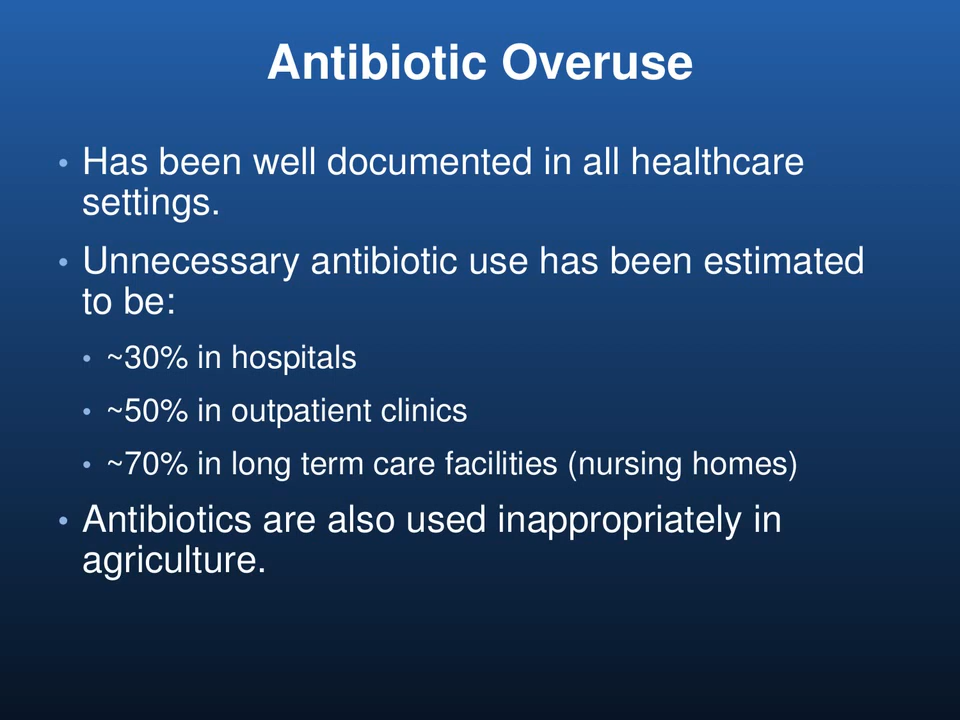 Antibiotic Overuse
• Has been well documented in all healthcare
settings.
• Unnecessary antibiotic use has been estimated
to be:
• ~30% in hospitals
• ~50% in outpatient clinics
• ~70% in long term care facilities (nursing homes)
• Antibiotics are also used inappropriately in
agriculture.